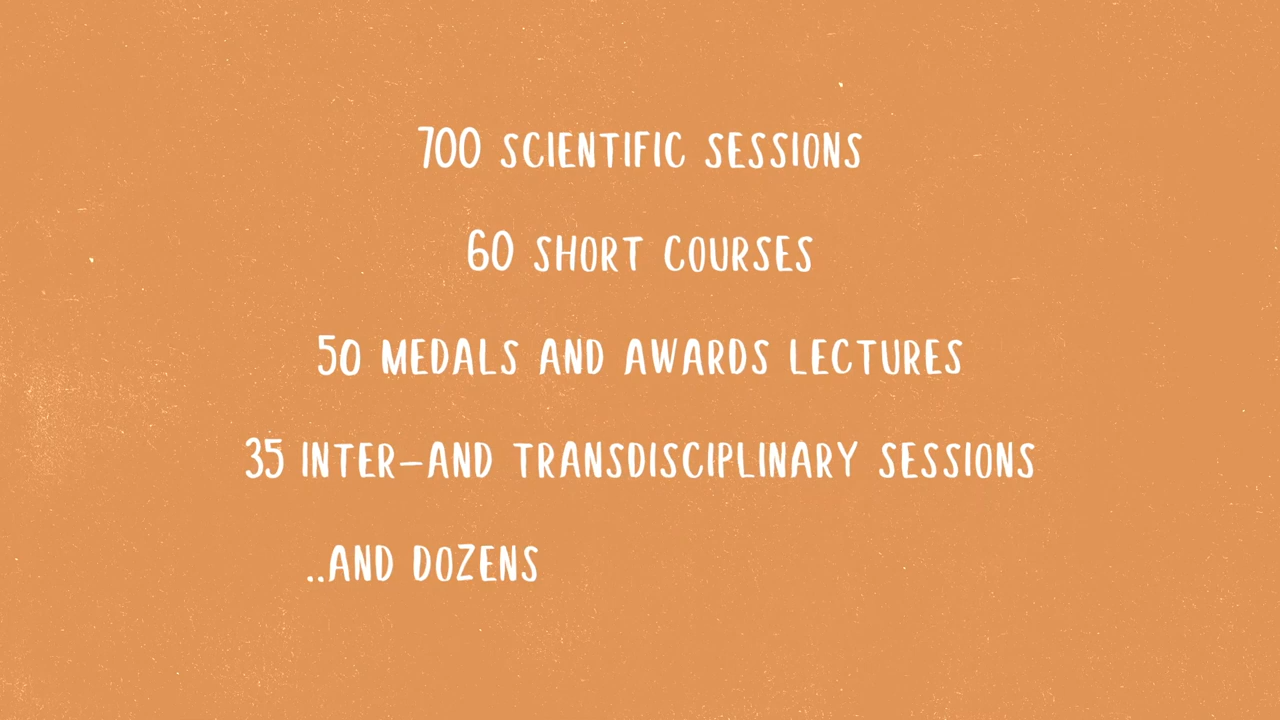 700 SCIENTIFIC SESSIONS
60 SHORT COURSES
50 MEDALS AND AWARDS LECTURES
35 INTER-AND TRANSDISCIPLINARY SESSIONS
..AND DOZENS